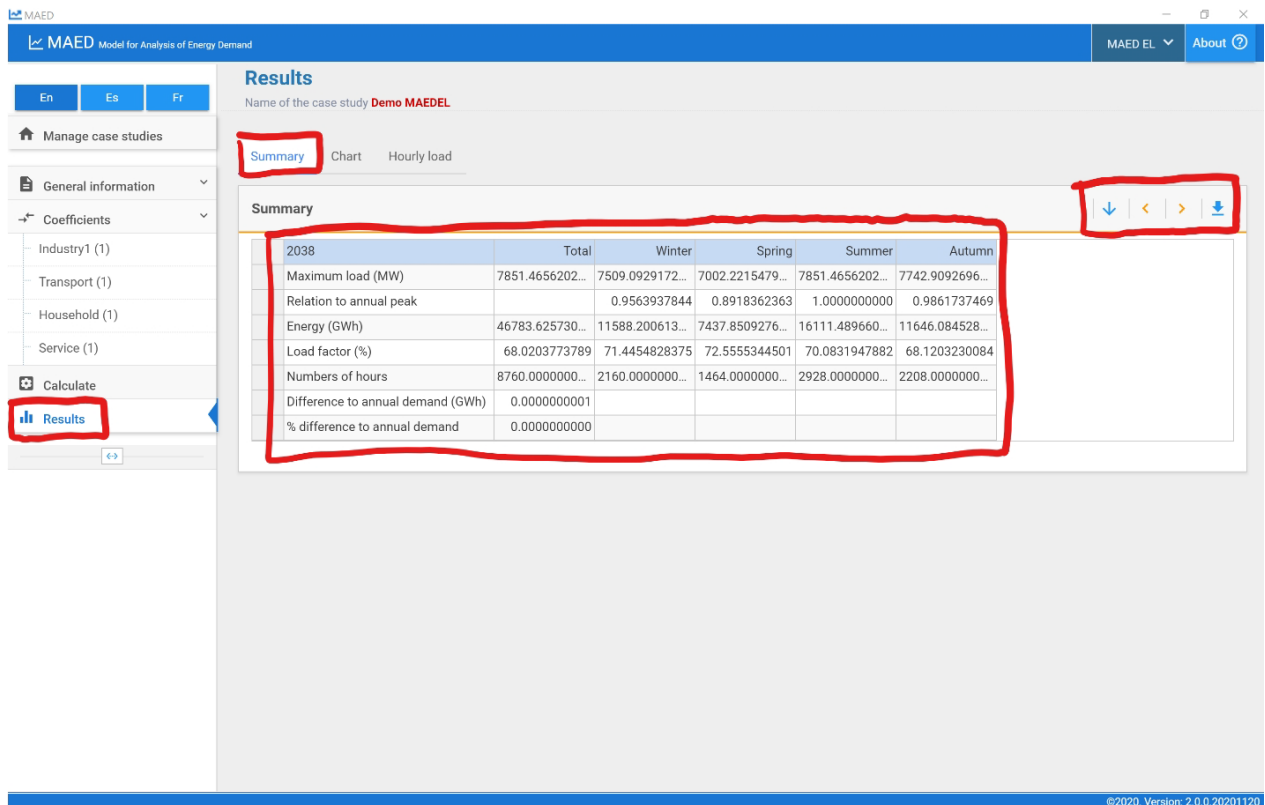 MAED
MAED Model for Analysis of Energy Demand
MAED EL
About
En Es Fr
Manage case studies
General information
Coefficients
Industry1 (1)
Transport (1)
Household (1)
Service (1)
Calculate
Results
Results
Name of the case study Demo MAEDEL
Summary Chart Hourly load
Summary
2038 Total Winter Spring Summer Autumn
Maximum load (MW) 7851.4656202... 7509.0929172... 7002.2215479... 7851.4656202... 7742.9092696...
Relation to annual peak 0.9563937844 0.8918362363 1.0000000000 0.9861737469
Energy (GWh) 46783.625730... 11588.200613... 7437.8509276... 16111.489660... 11646.084528...
Load factor (%) 68.0203773789 71.4454828375 72.5555344501 70.0831947882 68.1203230084
Numbers of hours 8760.0000000... 2160.0000000... 1464.0000000... 2928.0000000... 2208.0000000...
Difference to annual demand (GWh) 0.0000000001
% difference to annual demand 0.0000000000
©2020. Version: 2.0.0.20201120